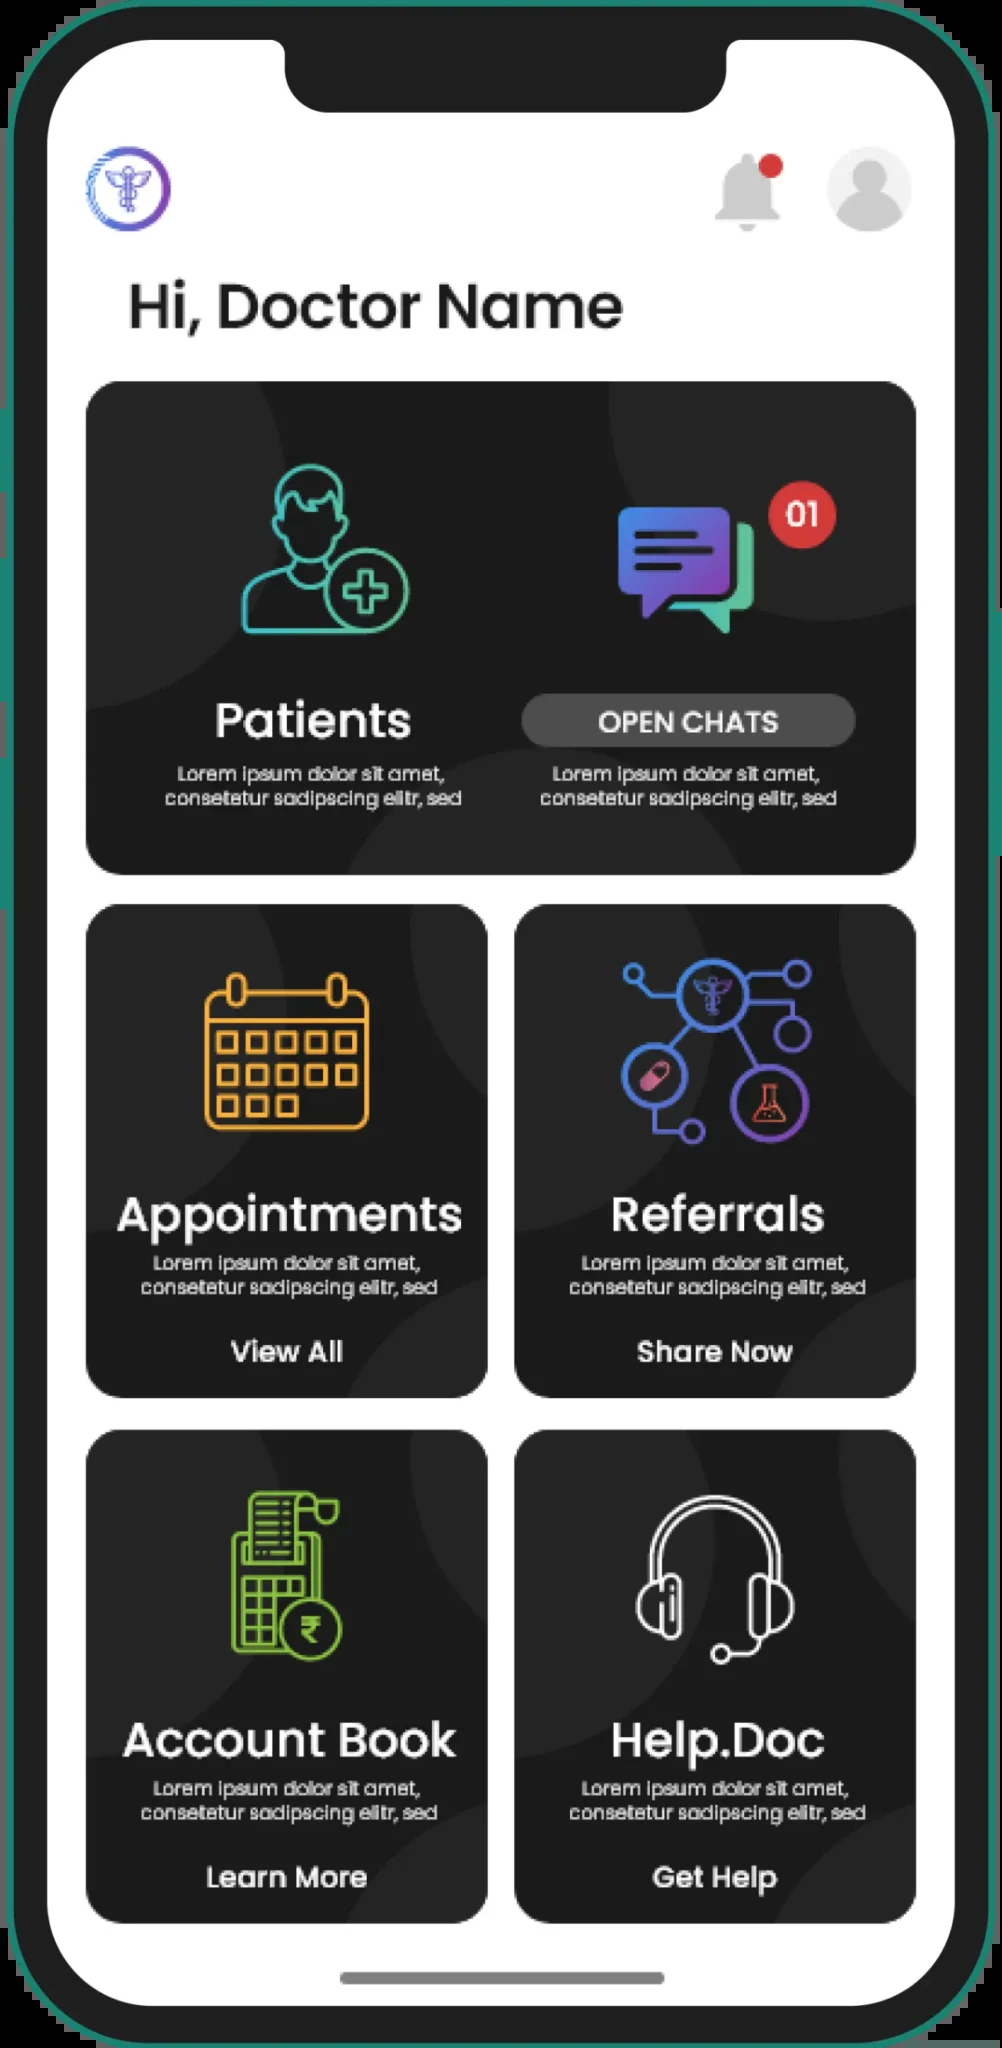 Hi, Doctor Name
01
Patients
OPEN CHATS
Lorem ipsum dolor sit amet,
consetetur sadipscing elitr, sed
Lorem ipsum dolor sit amet,
consetetur sadipscing elitr, sed
Appointments
Lorem ipsum dolor sit amet,
consetetur sadipscing elitr, sed
View All
Referrals
Lorem ipsum dolor sit amet,
consetetur sadipscing elitr, sed
Share Now
₹
Account Book
Lorem ipsum dolor sit amet,
consetetur sadipscing elitr, sed
Learn More
Help.Doc
Lorem ipsum dolor sit amet,
consetetur sadipscing elitr, sed
Get Help